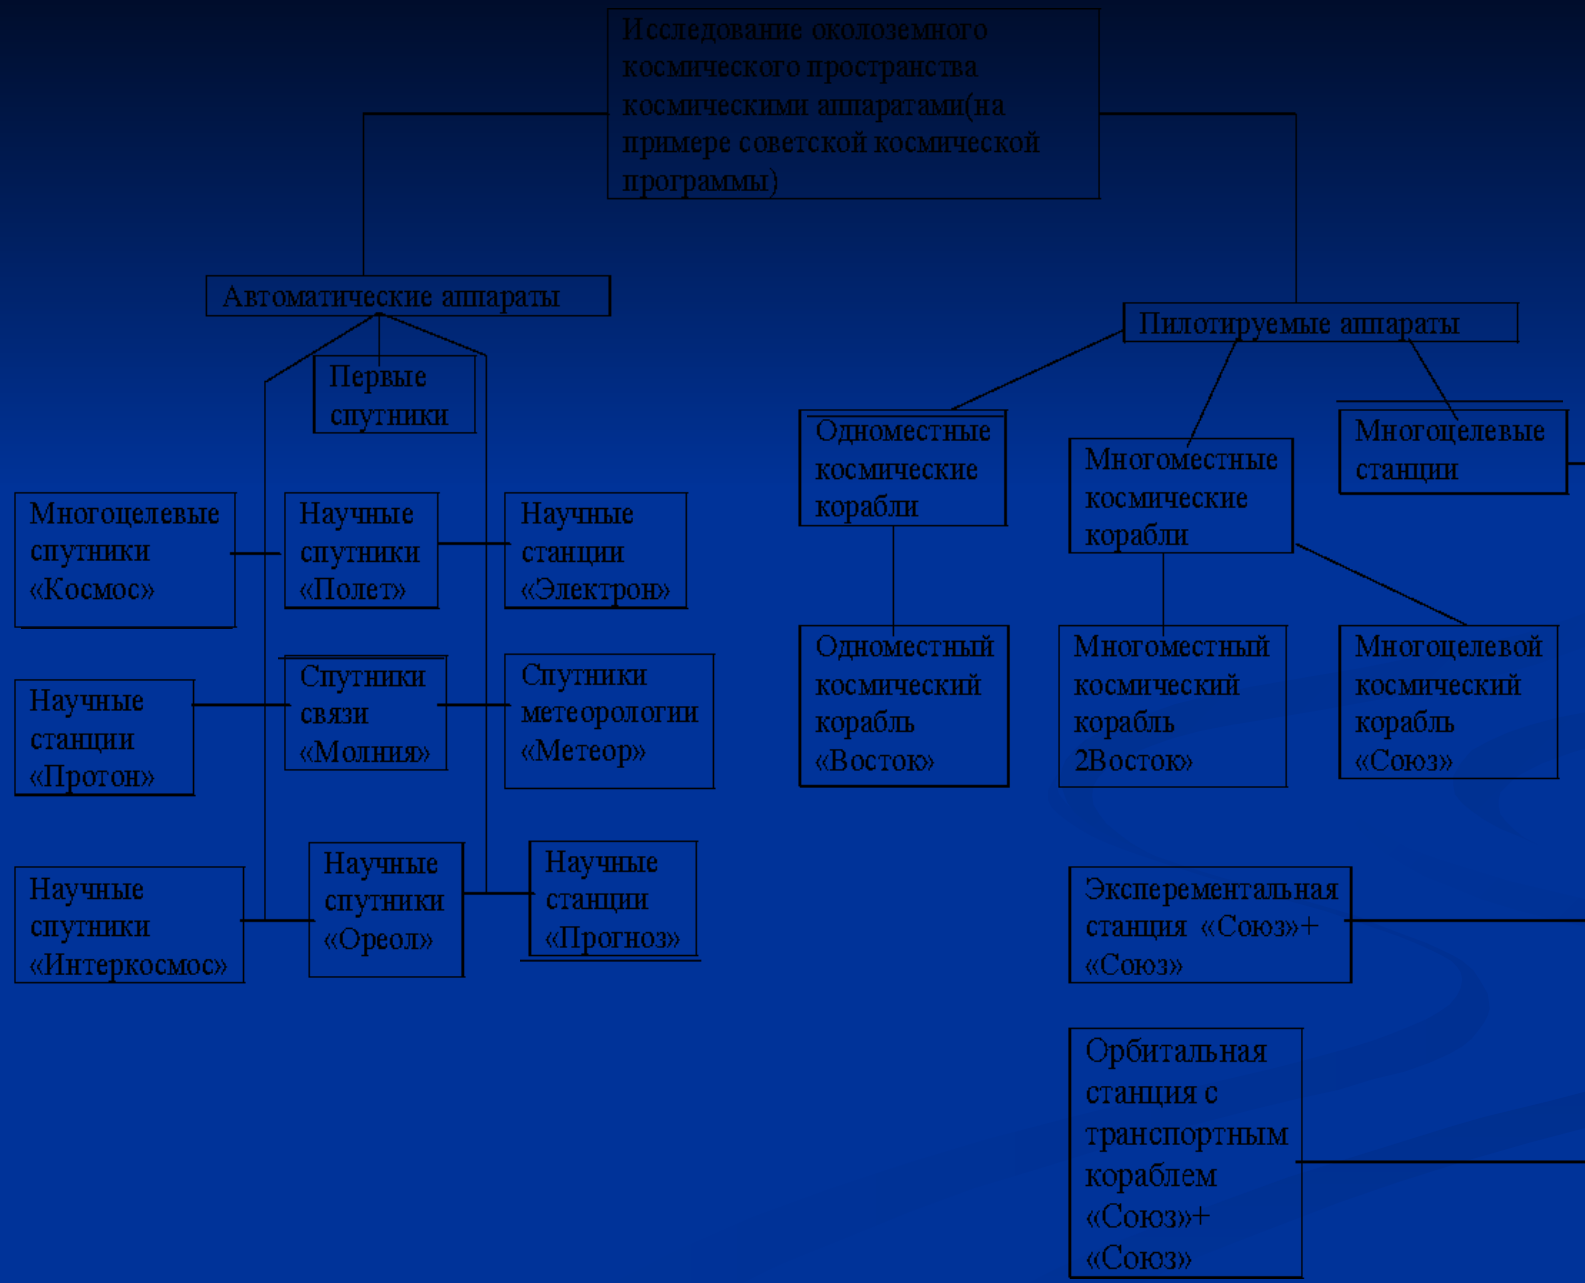 Исследование околоземного
космического пространства
космическими аппаратами(на
примере советской космической
программы)
Автоматические аппараты
Пилотируемые аппараты
Первые
спутники
Одноместные
космические
корабли
Многоместные
космические
корабли
Многоцелевые
станции
Многоцелевые
спутники
«Космос»
Научные
спутники
«Полет»
Научные
станции
«Электрон»
Одноместный
космический
корабль
«Восток»
Многоместный
космический
корабль
2Восток»
Многоцелевой
космический
корабль
«Союз»
Научные
станции
«Протон»
Спутники
связи
«Молния»
Спутники
метеорологии
«Метеор»
Научные
спутники
«Интеркосмос»
Научные
спутники
«Ореол»
Научные
станции
«Прогноз»
Эксперементальная
станция «Союз»+
«Союз»
Орбитальная
станция с
транспортным
кораблем
«Союз»+
«Союз»